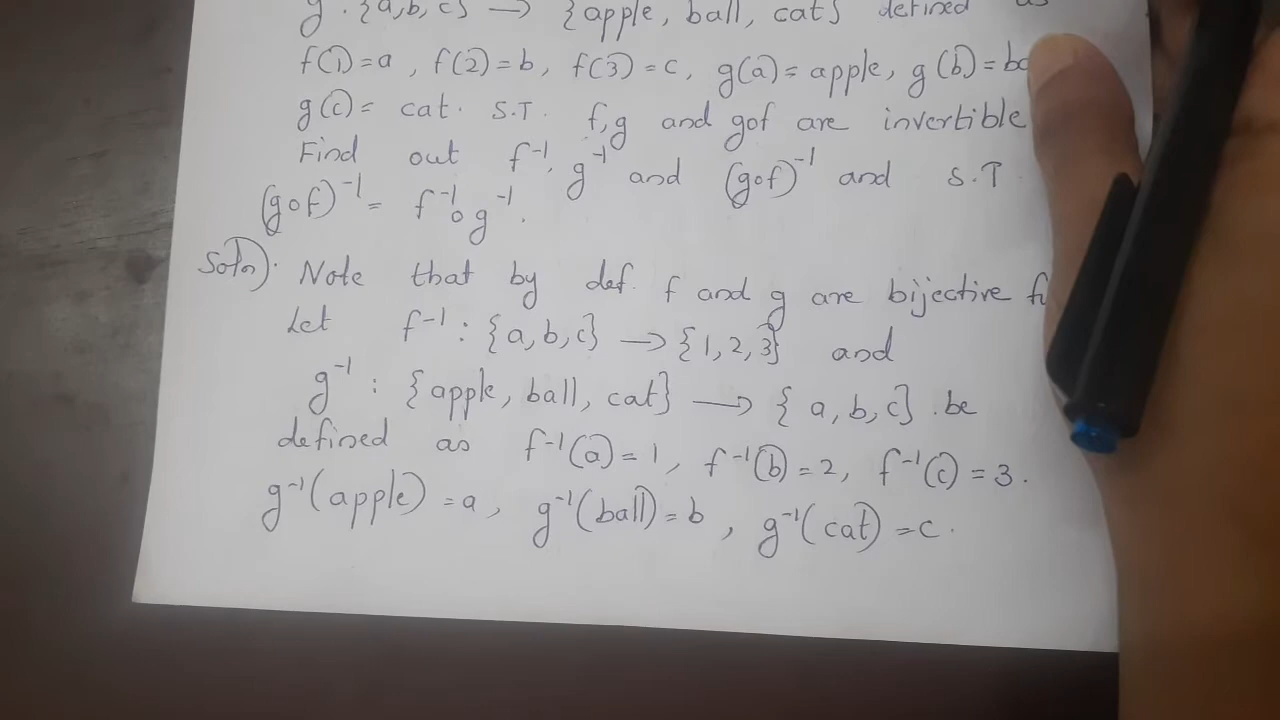 g : {a, b, c} → {apple, ball, cat} defined as
f(1) = a, f(2) = b, f(3) = c, g(a) = apple, g(b) =
g(c) = cat. S.T. f, g and gof are invertible
Find out f⁻¹, g⁻¹ and (gof)⁻¹ and S.T
(gof)⁻¹ = f⁻¹o g⁻¹.
Soln): Note that by def. f and g are bijective
Let f⁻¹ : {a, b, c} → {1, 2, 3} and
g⁻¹ : {apple, ball, cat} → {a, b, c}. be
defined as f⁻¹(a) = 1, f⁻¹(b) = 2, f⁻¹(c) = 3.
g⁻¹(apple) = a, g⁻¹(ball) = b, g⁻¹(cat) = c.